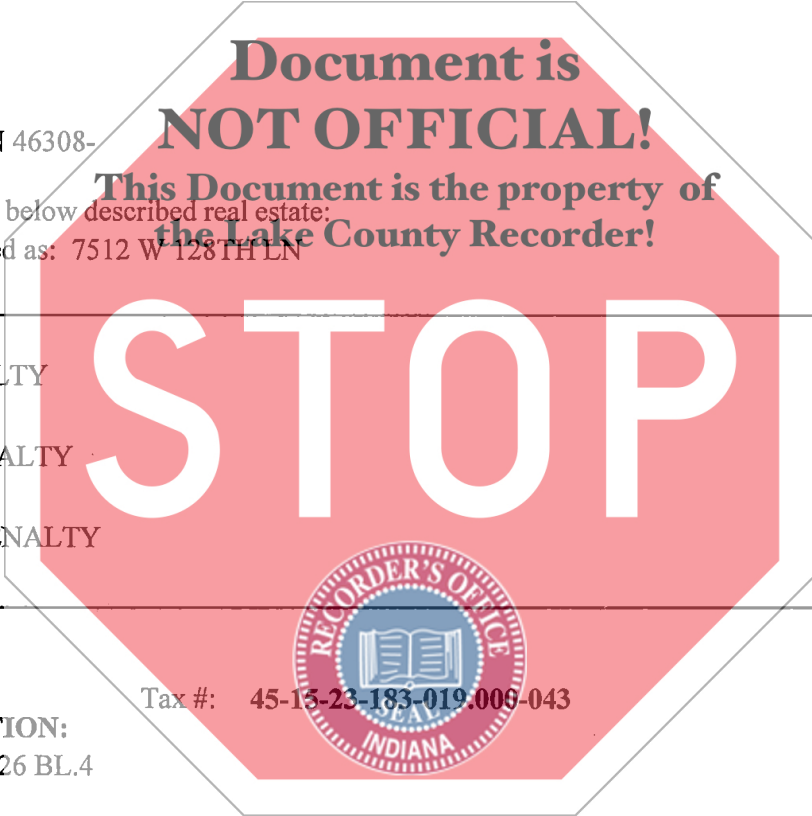 Document is
NOT OFFICIAL!
N 46308-
This Document is the property of
below described real estate:
the Lake County Recorder!
d as: 7512 W 128TH LN
STOP
LTY
ALTY
NALTY
RECORDER'S OFFICE
SEAL
INDIANA
Tax #: 45-15-23-183-019.000-043
TION:
26 BL.4